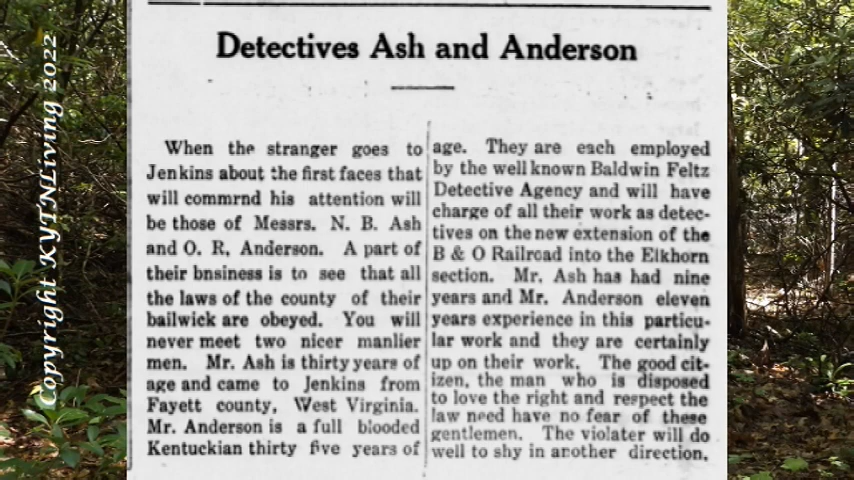 Detectives Ash and Anderson
When the stranger goes to
Jenkins about the first faces that
will commrnd his attention will
be those of Messrs. N. B. Ash
and O. R, Anderson. A part of
their bnsiness is to see that all
the laws of the county of their
bailwick are obeyed. You will
never meet two nicer manlier
men. Mr. Ash is thirty years of
age and came to Jenkins from
Fayett county, West Virginia.
Mr. Anderson is a full blooded
Kentuckian thirty five years of
age. They are each employed
by the well known Baldwin Feltz
Detective Agency and will have
charge of all their work as detec-
tives on the new extension of the
B & O Railroad into the Elkhorn
section. Mr. Ash has had nine
years and Mr. Anderson eleven
years experience in this particu-
lar work and they are certainly
up on their work. The good cit-
izen, the man who is disposed
to love the right and respect the
law need have no fear of these
gentlemen. The violater will do
well to shy in another direction,
Copyright KYTNLiving 2022